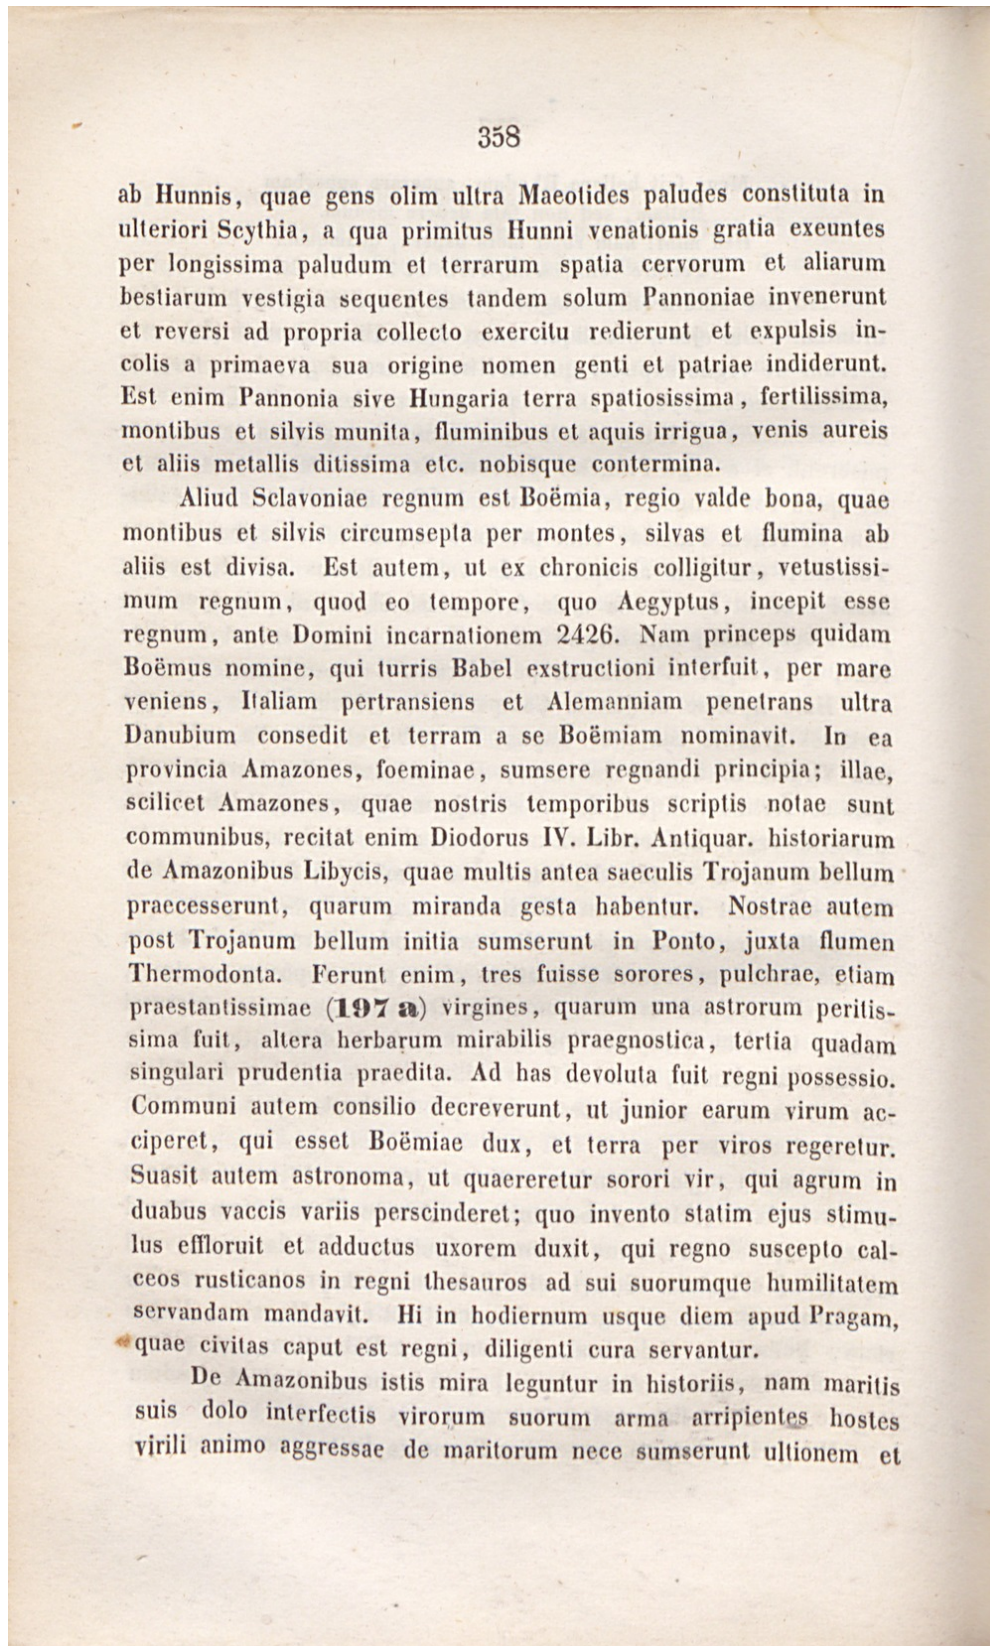 358
ab Hunnis, quae gens olim ultra Maeotides paludes constituta in
ulteriori Scythia, a qua primitus Hunni venationis gratia exeuntes
per longissima paludum et terrarum spatia cervorum et aliarum
bestiarum vestigia sequentes tandem solum Pannoniae invenerunt
et reversi ad propria collecto exercitu redierunt et expulsis in-
colis a primaeva sua origine nomen genti et patriae indiderunt.
Est enim Pannonia sive Hungaria terra spatiosissima, fertilissima,
montibus et silvis munita, fluminibus et aquis irrigua, venis aureis
et aliis metallis ditissima etc. nobisque contermina.
Aliud Sclavoniae regnum est Boëmia, regio valde bona, quae
montibus et silvis circumsepta per montes, silvas et flumina ab
aliis est divisa. Est autem, ut ex chronicis colligitur, vetustissi-
mum regnum, quod eo tempore, quo Aegyptus, incepit esse
regnum, ante Domini incarnationem 2426. Nam princeps quidam
Boëmus nomine, qui turris Babel exstructioni interfuit, per mare
veniens, Italiam pertransiens et Alemanniam penetrans ultra
Danubium consedit et terram a se Boëmiam nominavit. In ea
provincia Amazones, foeminae, sumsere regnandi principia; illae,
scilicet Amazones, quae nostris temporibus scriptis notae sunt
communibus, recitat enim Diodorus IV. Libr. Antiquar. historiarum
de Amazonibus Libycis, quae multis antea saeculis Trojanum bellum
praecesserunt, quarum miranda gesta habentur. Nostrae autem
post Trojanum bellum initia sumserunt in Ponto, juxta flumen
Thermodonta. Ferunt enim, tres fuisse sorores, pulchrae, etiam
praestantissimae (197 a) virgines, quarum una astrorum peritis-
sima fuit, altera herbarum mirabilis praegnostica, tertia quadam
singulari prudentia praedita. Ad has devoluta fuit regni possessio.
Communi autem consilio decreverunt, ut junior earum virum ac-
ciperet, qui esset Boëmiae dux, et terra per viros regeretur.
Suasit autem astronoma, ut quaereretur sorori vir, qui agrum in
duabus vaccis variis perscinderet; quo invento statim ejus stimu-
lus effloruit et adductus uxorem duxit, qui regno suscepto cal-
ceos rusticanos in regni thesauros ad sui suorumque humilitatem
servandam mandavit. Hi in hodiernum usque diem apud Pragam,
quae civitas caput est regni, diligenti cura servantur.
De Amazonibus istis mira leguntur in historiis, nam maritis
suis dolo interfectis virorum suorum arma arripientes hostes
virili animo aggressae de maritorum nece sumserunt ultionem et